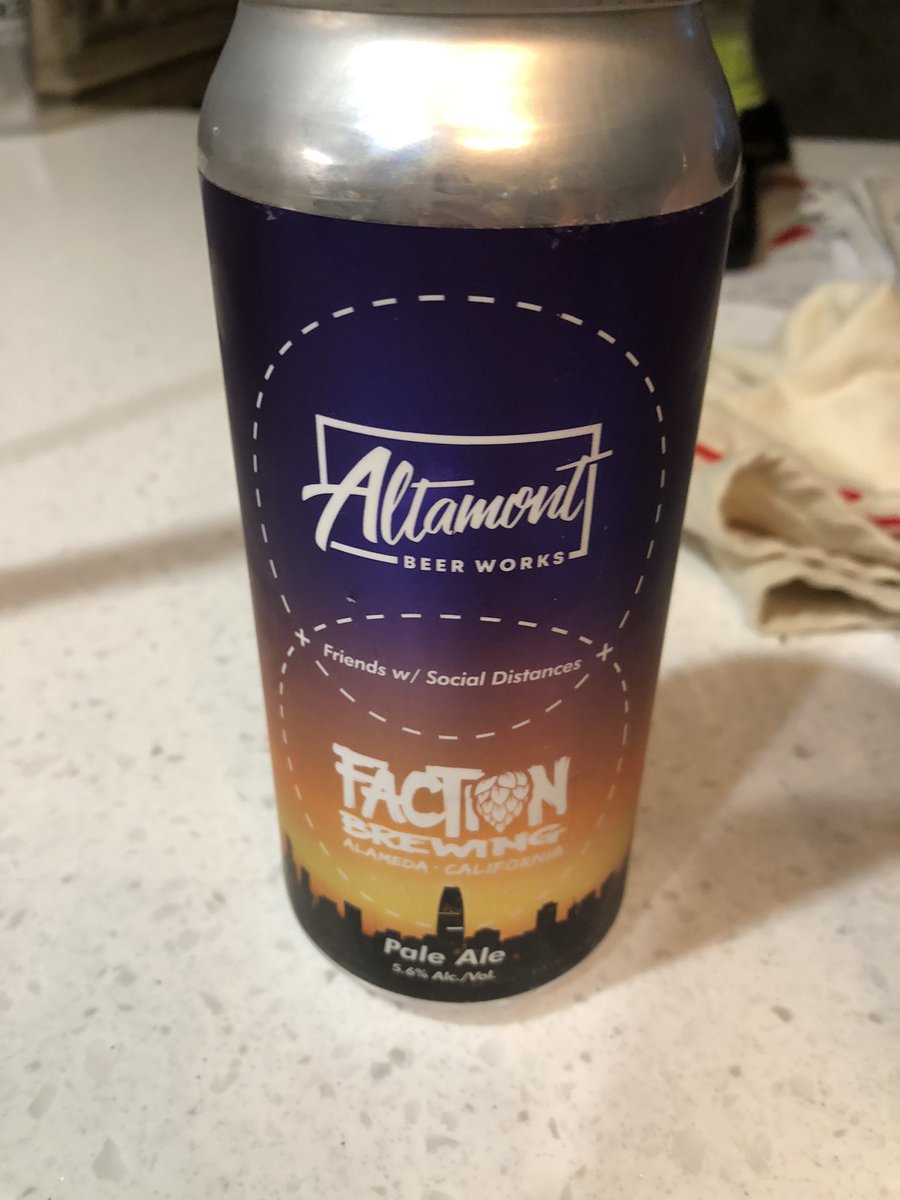 Altamont
BEER WORKS
Friends w/ Social Distances
FACTION
BREWING
ALAMEDA · CALIFORNIA
Pale Ale
5.6% Alc./Vol.